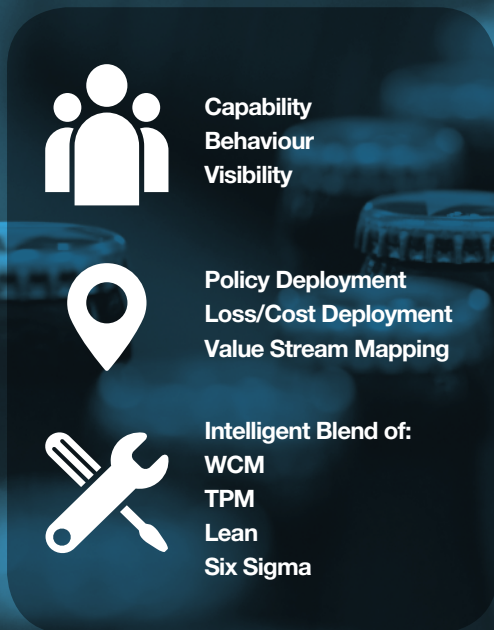 Capability
Behaviour
Visibility
Policy Deployment
Loss/Cost Deployment
Value Stream Mapping
Intelligent Blend of:
WCM
TPM
Lean
Six Sigma